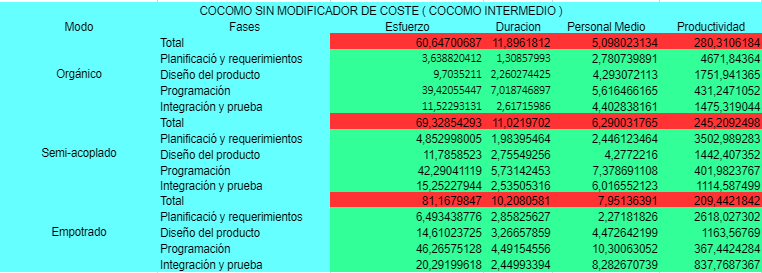 COCOMO SIN MODIFICADOR DE COSTE ( COCOMO INTERMEDIO )
Modo Fases Esfuerzo Duracion Personal Medio Productividad
Total 60,64700687 11,8961812 5,098023134 280,3106184
Planificació y requerimientos 3,638820412 1,30857993 2,780739891 4671,84364
Orgánico Diseño del producto 9,7035211 2,260274425 4,293072113 1751,941365
Programación 39,42055447 7,018746897 5,616466165 431,2471052
Integración y prueba 11,52293131 2,61715986 4,402838161 1475,319044
Total 69,32854293 11,0219702 6,290031765 245,2092498
Planificació y requerimientos 4,852998005 1,98395464 2,446123464 3502,989283
Semi-acoplado Diseño del producto 11,7858523 2,75549256 4,2772216 1442,407352
Programación 42,29041119 5,73142453 7,378691108 401,9823767
Integración y prueba 15,25227944 2,53505316 6,016552123 1114,587499
Total 81,1679847 10,2080581 7,95136391 209,4421842
Planificació y requerimientos 6,493438776 2,85825627 2,27181826 2618,027302
Empotrado Diseño del producto 14,61023725 3,26657859 4,472642199 1163,56769
Programación 46,26575128 4,49154556 10,30063052 367,4424284
Integración y prueba 20,29199618 2,44993394 8,282670739 837,7687367